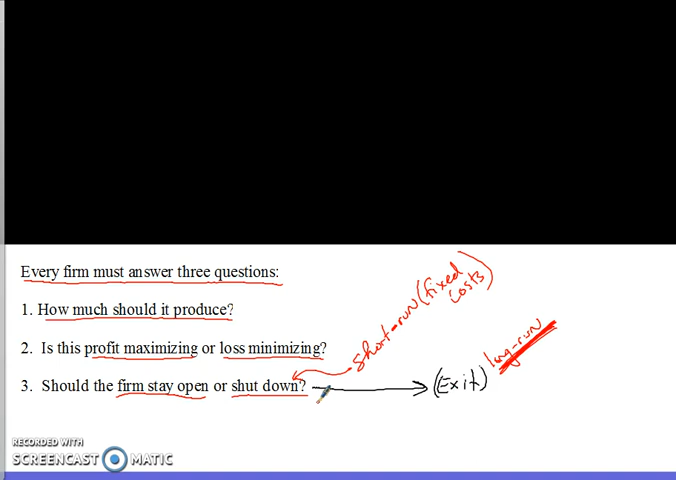 Every firm must answer three questions:
1. How much should it produce?
2. Is this profit maximizing or loss minimizing?
3. Should the firm stay open or shut down?
short-run (fixed
costs)
(Exit)
long-run
RECORDED WITH
SCREENCAST MATIC